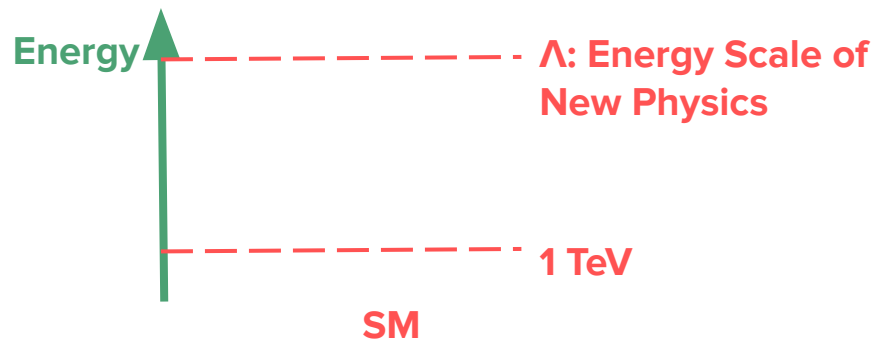 Energy
Λ: Energy Scale of
New Physics
1 TeV
SM